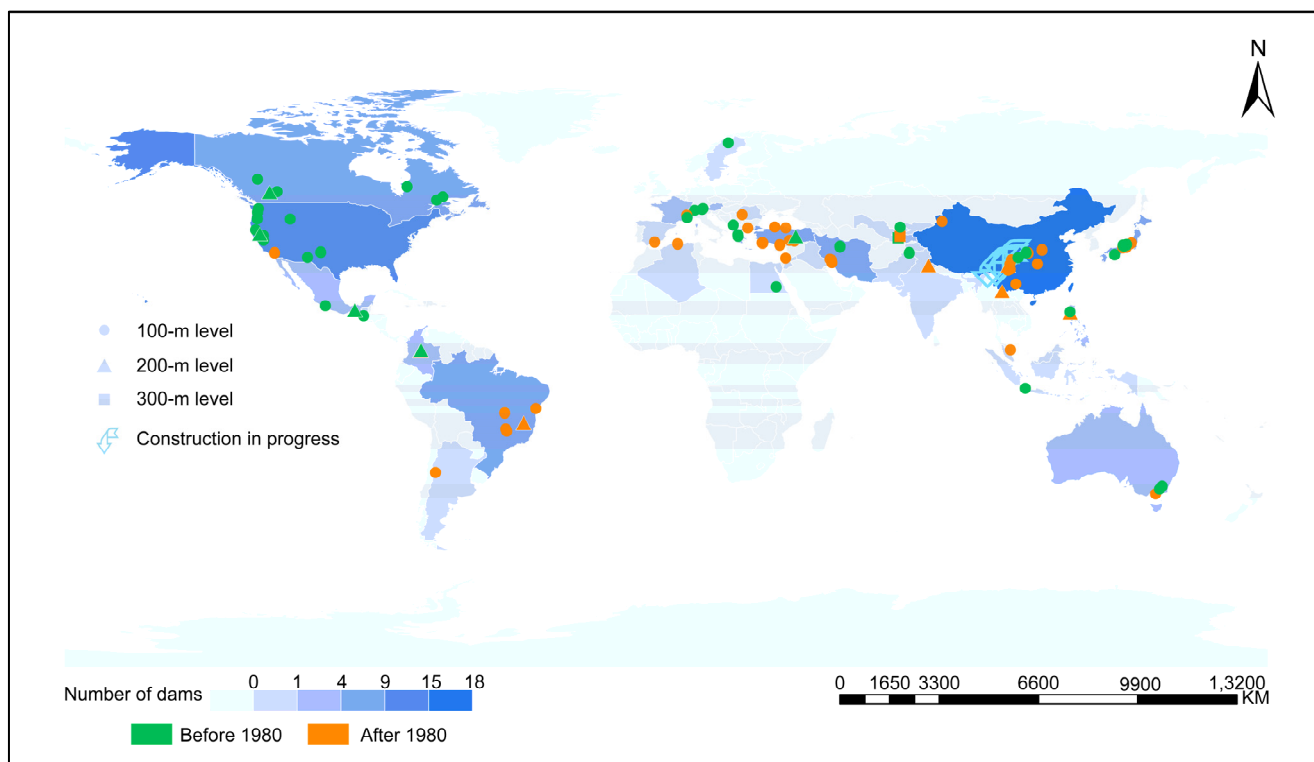 N
100-m level
200-m level
300-m level
Construction in progress
Number of dams
0 1 4 9 15 18
Before 1980 After 1980
0 1650 3300 6600 9900 1,3200
KM